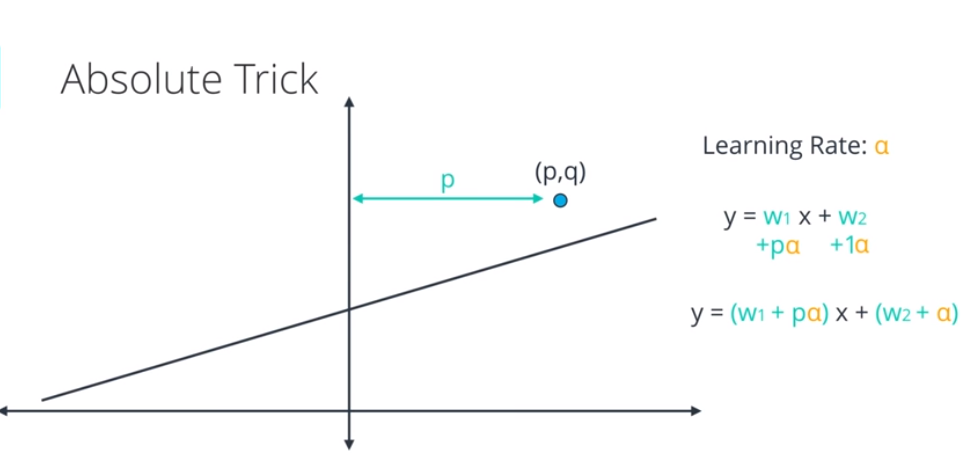 Absolute Trick
p
(p,q)
Learning Rate: α
y = w1 x + w2
+pα +1α
y = (w1 + pα) x + (w2 + α)